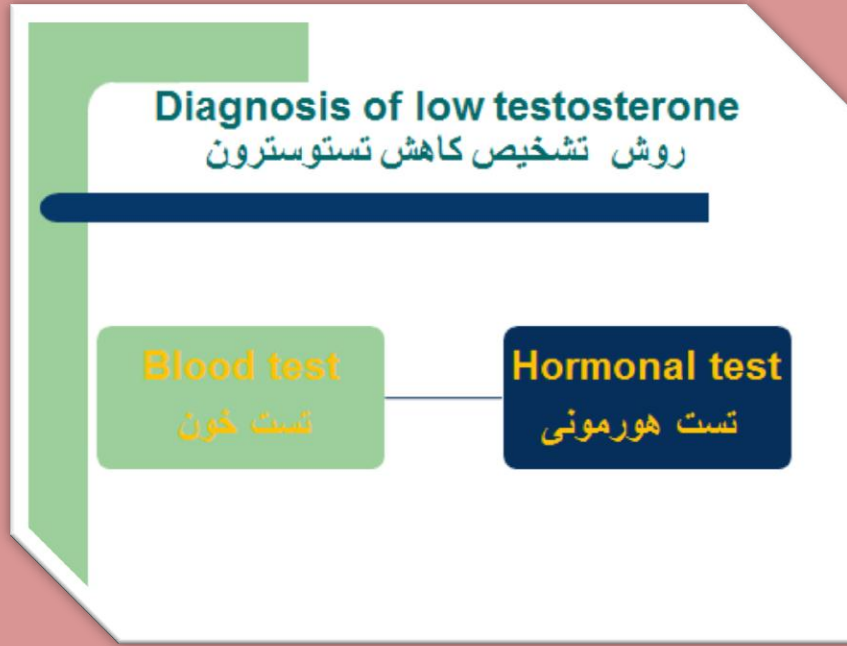 Diagnosis of low testosterone
روش تشخیص کاهش تستوسترون
Blood test
تست خون
Hormonal test
تست هورمونی